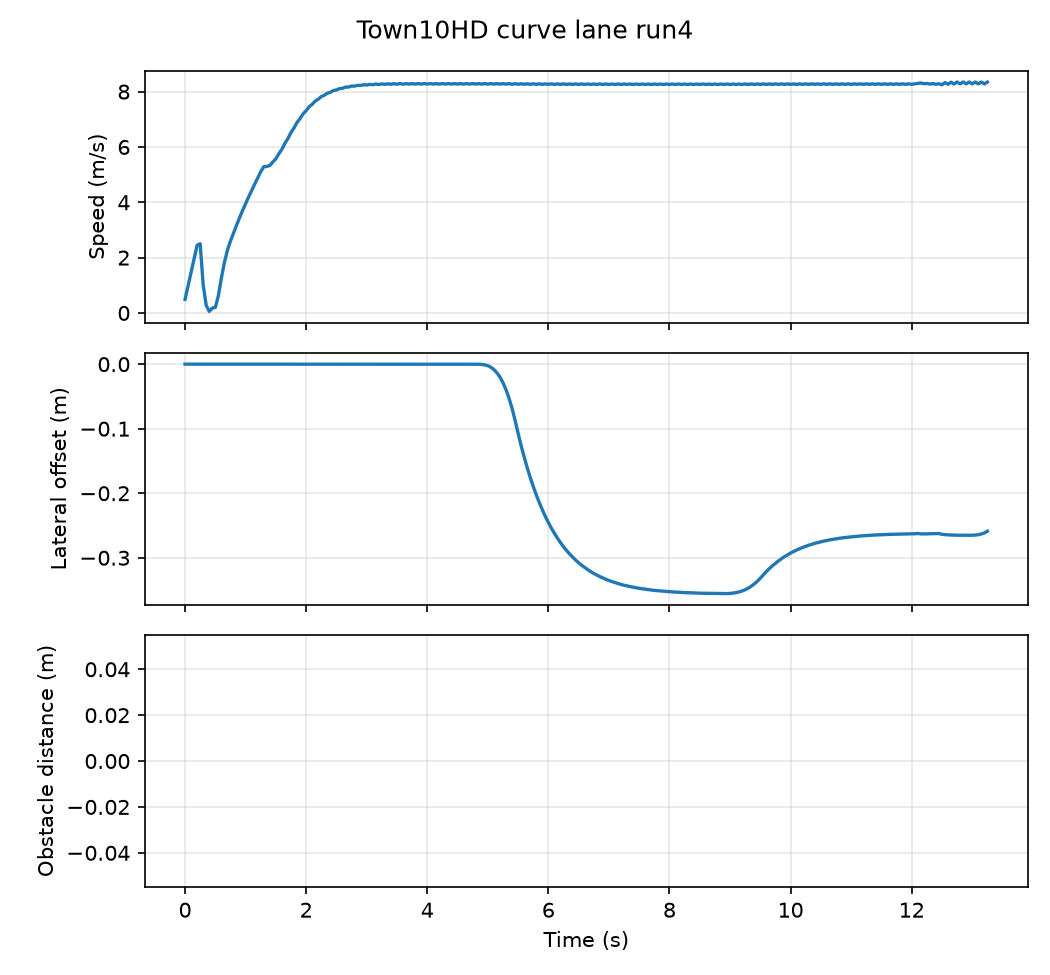 Town10HD curve lane run4
Speed (m/s)
8
6
4
2
0
Lateral offset (m)
0.0
−0.1
−0.2
−0.3
Obstacle distance (m)
0.04
0.02
0.00
−0.02
−0.04
0 2 4 6 8 10 12
Time (s)